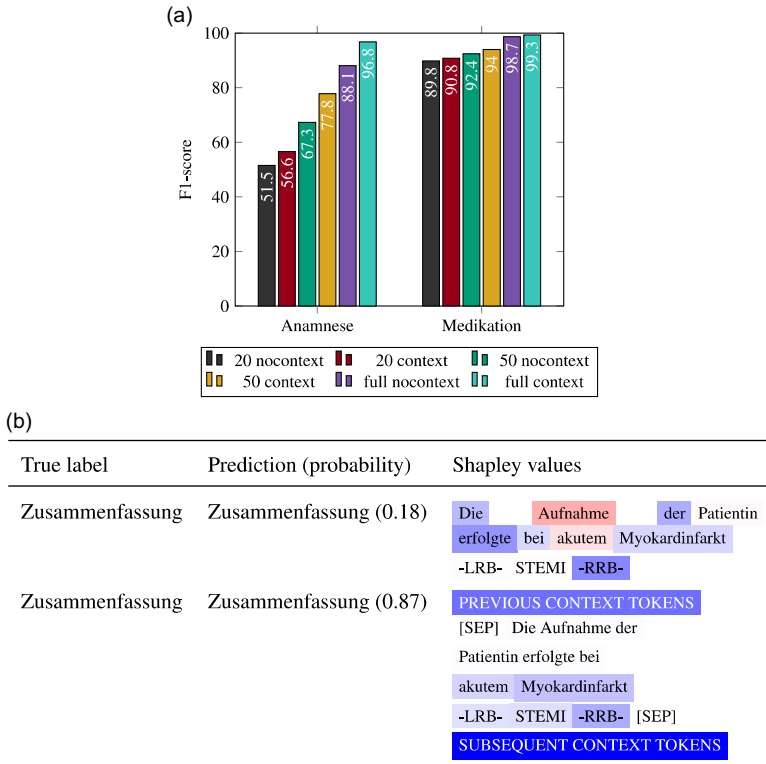 (a)
100
80
60
40
20
0
F1-score
51.5
56.6
67.3
77.8
88.1
96.8
89.8
90.8
92.4
94
98.7
99.3
Anamnese Medikation
20 nocontext 20 context 50 nocontext
50 context full nocontext full context
(b)
True label Prediction (probability) Shapley values
Zusammenfassung Zusammenfassung (0.18) Die Aufnahme der Patientin
erfolgte bei akutem Myokardinfarkt
-LRB- STEMI -RRB-
Zusammenfassung Zusammenfassung (0.87) PREVIOUS CONTEXT TOKENS
[SEP] Die Aufnahme der
Patientin erfolgte bei
akutem Myokardinfarkt
-LRB- STEMI -RRB- [SEP]
SUBSEQUENT CONTEXT TOKENS